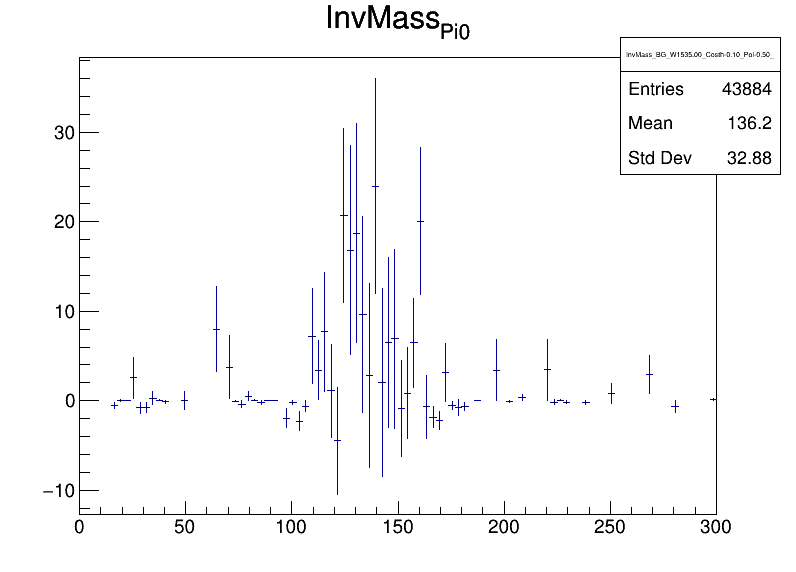 InvMassPi0
InvMass_BG_W1535.00_Costh-0.10_Pol-0.50_
Entries 43884
Mean 136.2
Std Dev 32.88
30
20
10
0
−10
0 50 100 150 200 250 300